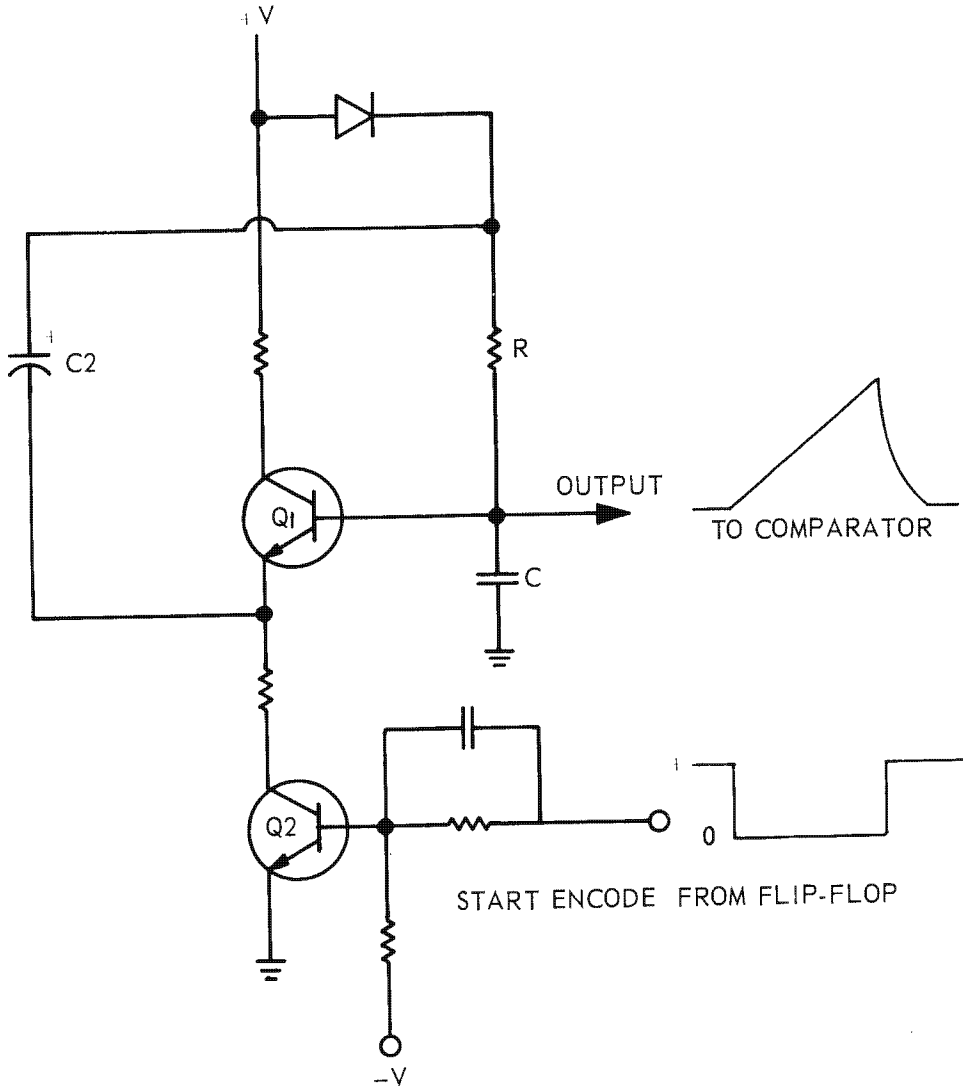 +V
+
C2
R
Q1
OUTPUT
TO COMPARATOR
C
Q2
+
0
START ENCODE FROM FLIP-FLOP
-V